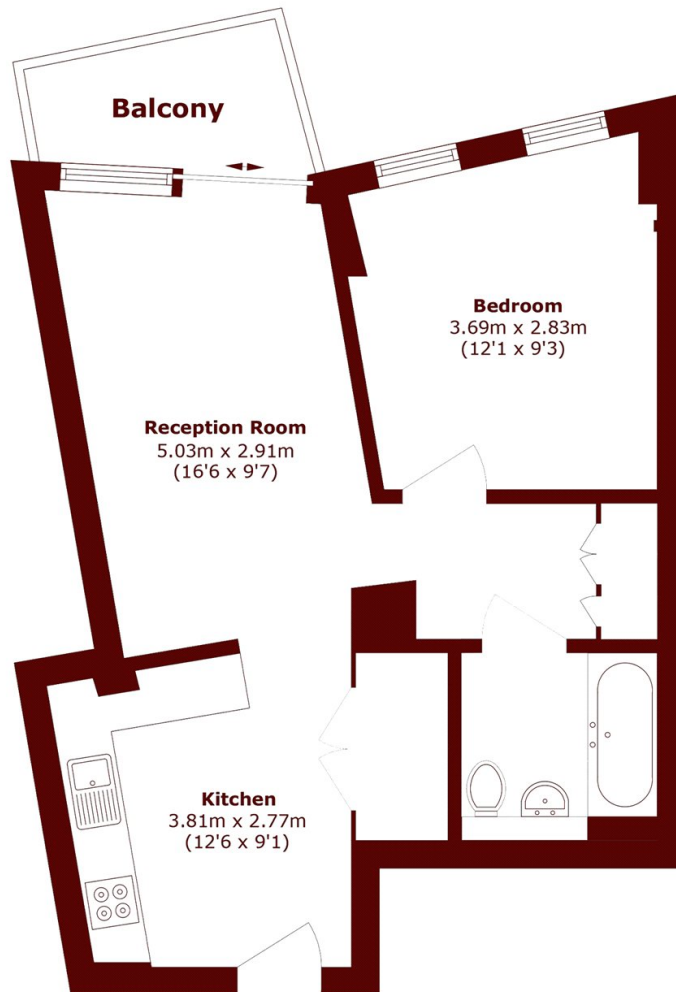 Balcony
Bedroom
3.69m x 2.83m
(12'1 x 9'3)
Reception Room
5.03m x 2.91m
(16'6 x 9'7)
Kitchen
3.81m x 2.77m
(12'6 x 9'1)